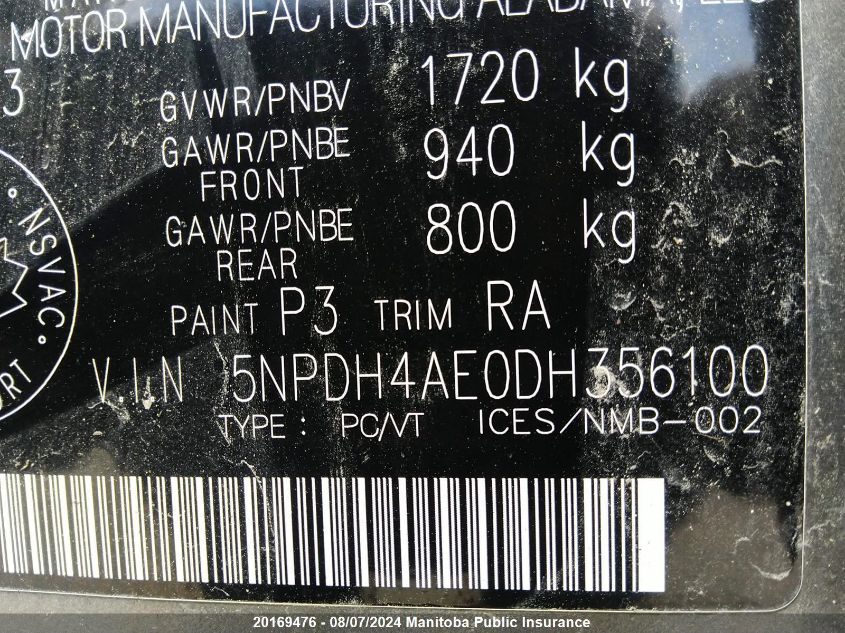 MOTOR MANUFACTURING ALABAMA, LLC
3
GVWR/PNBV 1720 kg
GAWR/PNBE FRONT 940 kg
GAWR/PNBE REAR 800 kg
NSVAC
PAINT P3 TRIM RA
V.I.N 5NPDH4AE0DH356100
TYPE : PC/VT ICES/NMB-002
20169476 - 08/07/2024 Manitoba Public Insurance